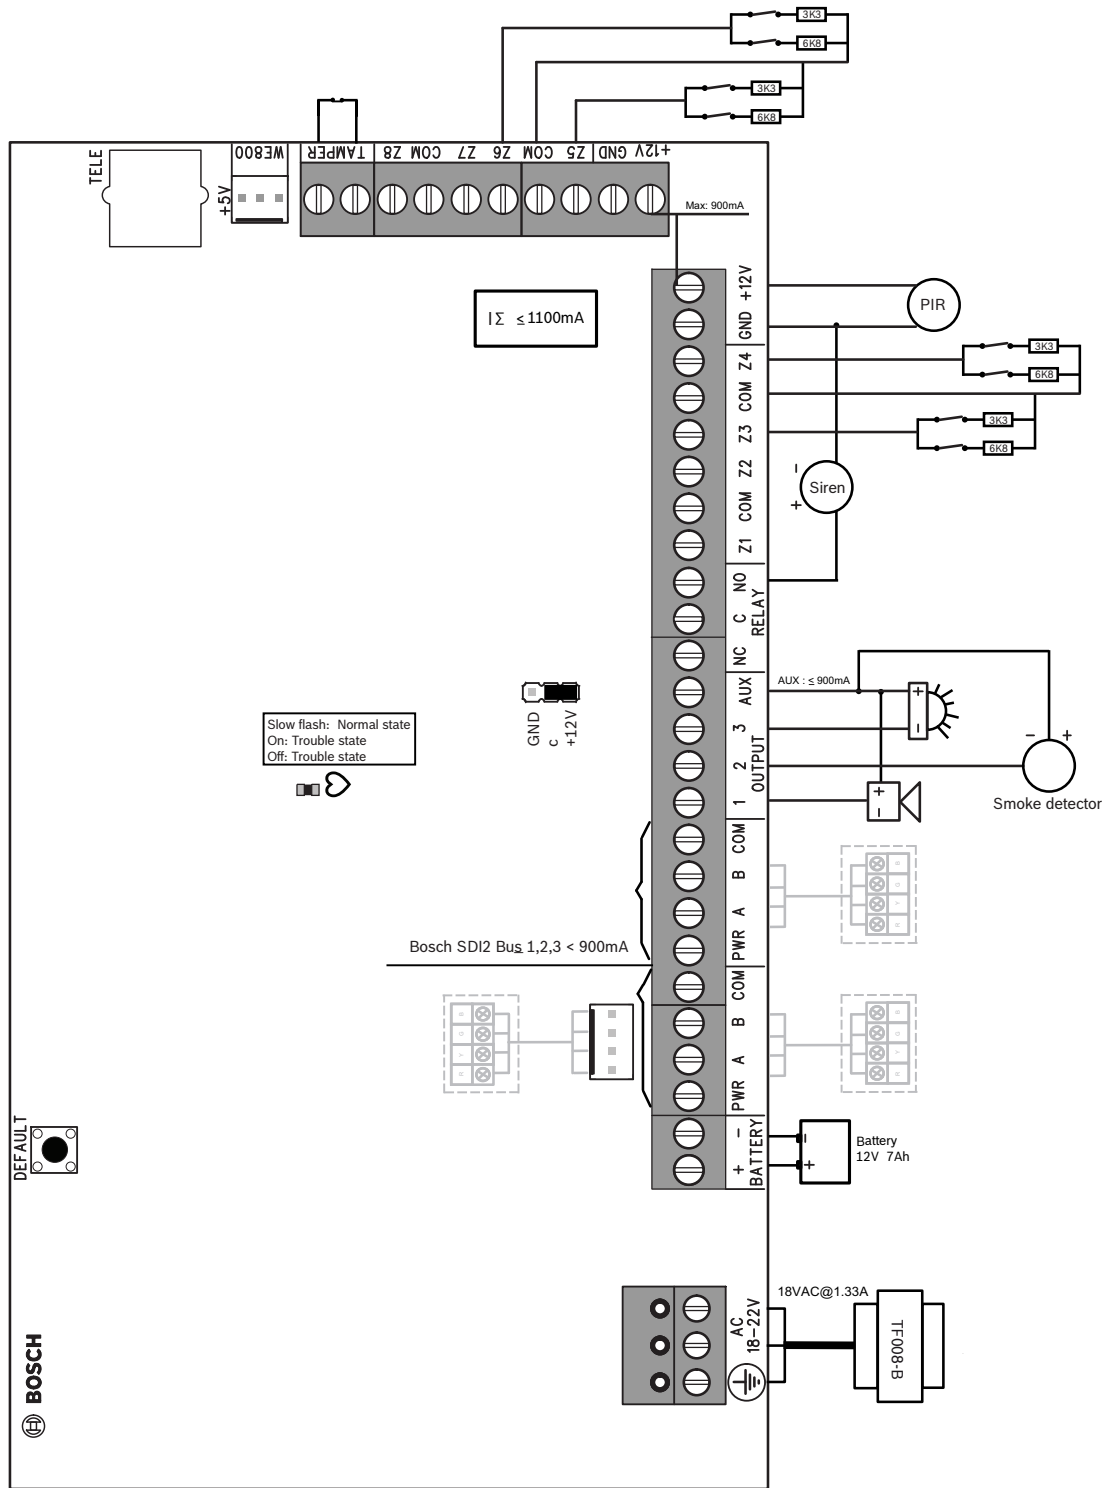 3K3
6K8
3K3
6K8
TELE
WE800
+5V
TAMPER
Z8
COM
Z7
Z6
COM
Z5
GND
+12V
Max: 900mA
IΣ ≤1100mA
+12V
GND
Z4
COM
Z3
Z2
COM
Z1
NO
C
RELAY
NC
AUX
3
2
OUTPUT
1
COM
B
A
PWR
COM
B
A
PWR
-
+
BATTERY
PIR
3K3
6K8
3K3
6K8
-
Siren
+
AUX : ≤ 900mA
+
-
- +
Smoke detector
+
-
GND
c
+12V
Slow flash: Normal state
On: Trouble state
Off: Trouble state
R
G
Y
B
Bosch SDI2 Bus 1,2,3 < 900mA
-
+
Battery
12V 7Ah
DEFAULT
18VAC@1.33A
AC
18-22V
TF008-B
BOSCH